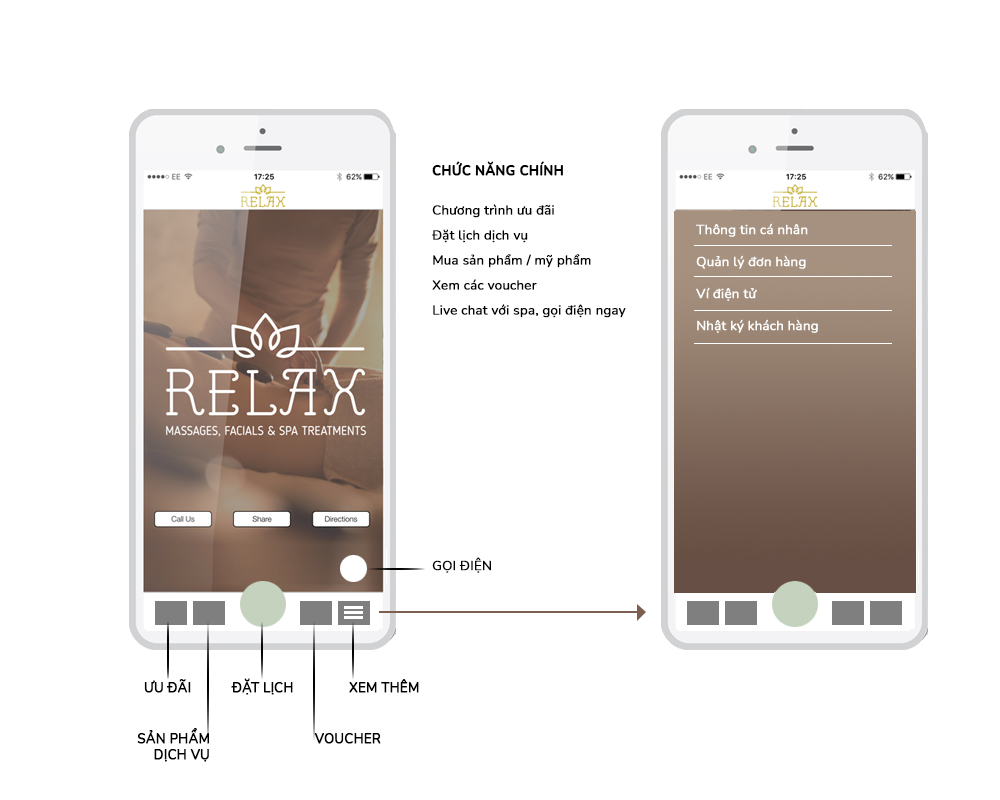 EE 17:25 62%
RELAX
RELAX
MASSAGES, FACIALS & SPA TREATMENTS
Call Us Share Directions
CHỨC NĂNG CHÍNH
Chương trình ưu đãi
Đặt lịch dịch vụ
Mua sản phẩm / mỹ phẩm
Xem các voucher
Live chat với spa, gọi điện ngay
GỌI ĐIỆN
ƯU ĐÃI
ĐẶT LỊCH
XEM THÊM
SẢN PHẨM
DỊCH VỤ
VOUCHER
EE 17:25 62%
RELAX
Thông tin cá nhân
Quản lý đơn hàng
Ví điện tử
Nhật ký khách hàng